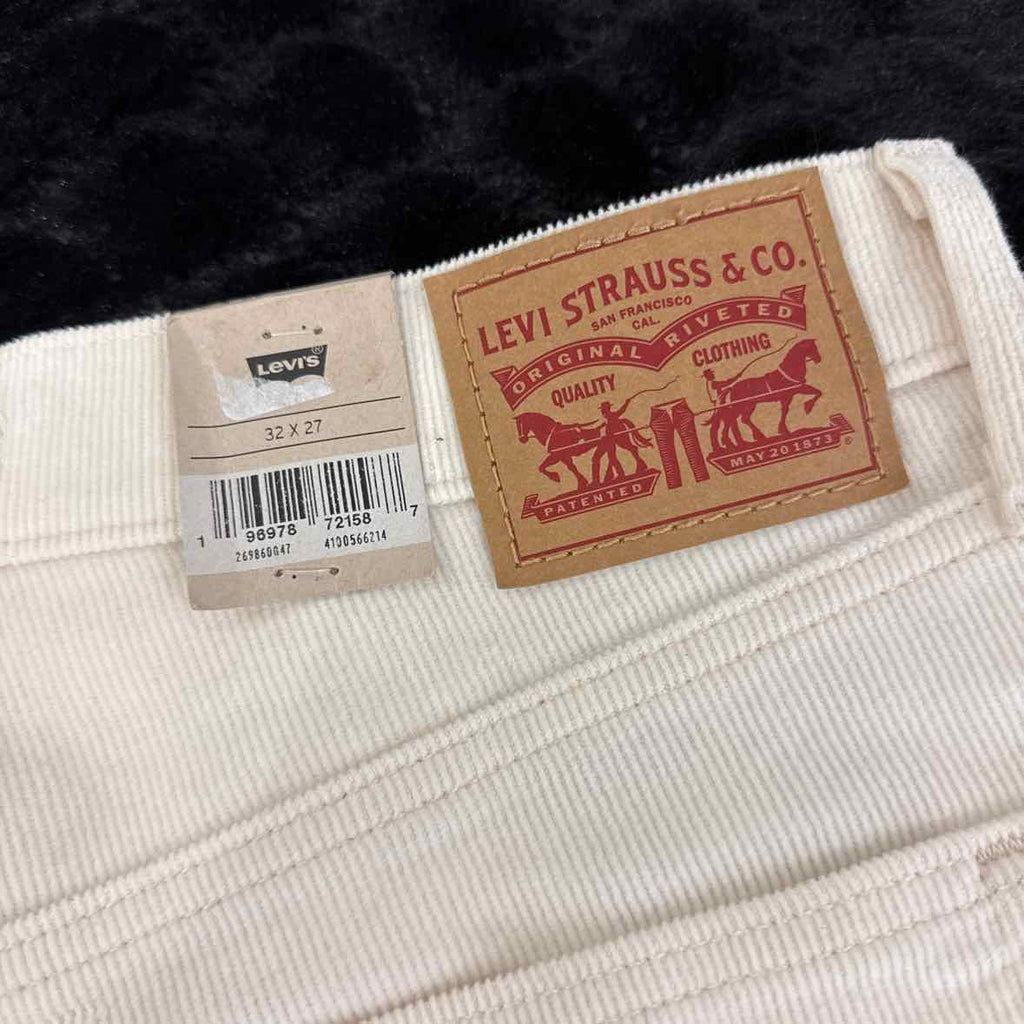 Levi's®
32 X 27
1 96978 72158 7
269860047 4100566214
LEVI STRAUSS & CO.
SAN FRANCISCO
CAL.
ORIGINAL RIVETED
QUALITY CLOTHING
PATENTED MAY 20 1873 ®